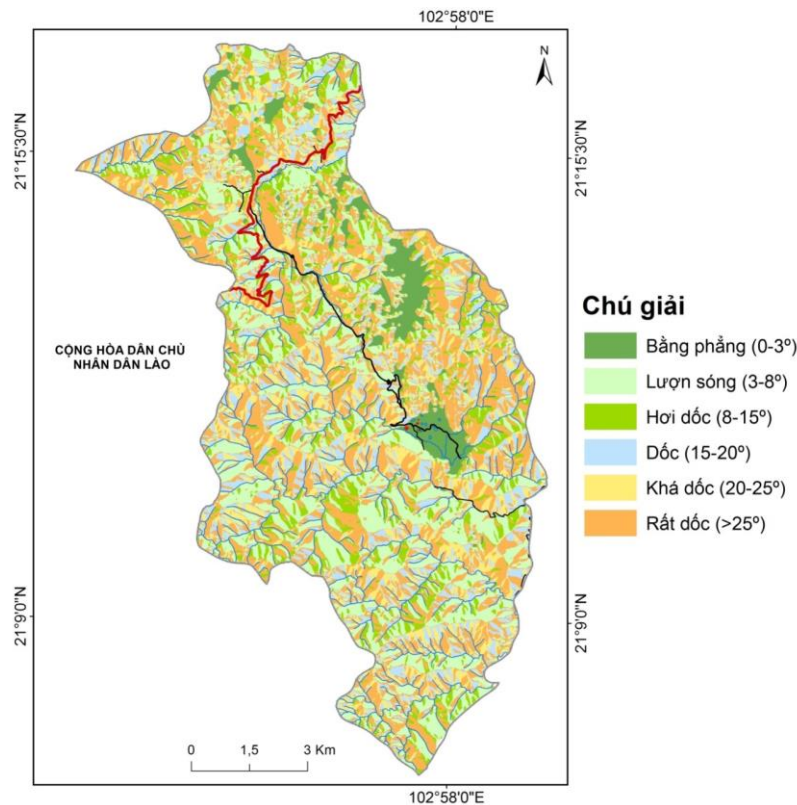 102°58'0"E
N
21°15'30"N
21°15'30"N
CỘNG HÒA DÂN CHỦ
NHÂN DÂN LÀO
Chú giải
Bằng phẳng (0-3º)
Lượn sóng (3-8º)
Hơi dốc (8-15º)
Dốc (15-20º)
Khá dốc (20-25º)
Rất dốc (>25º)
21°9'0"N
21°9'0"N
0 1,5 3 Km
102°58'0"E